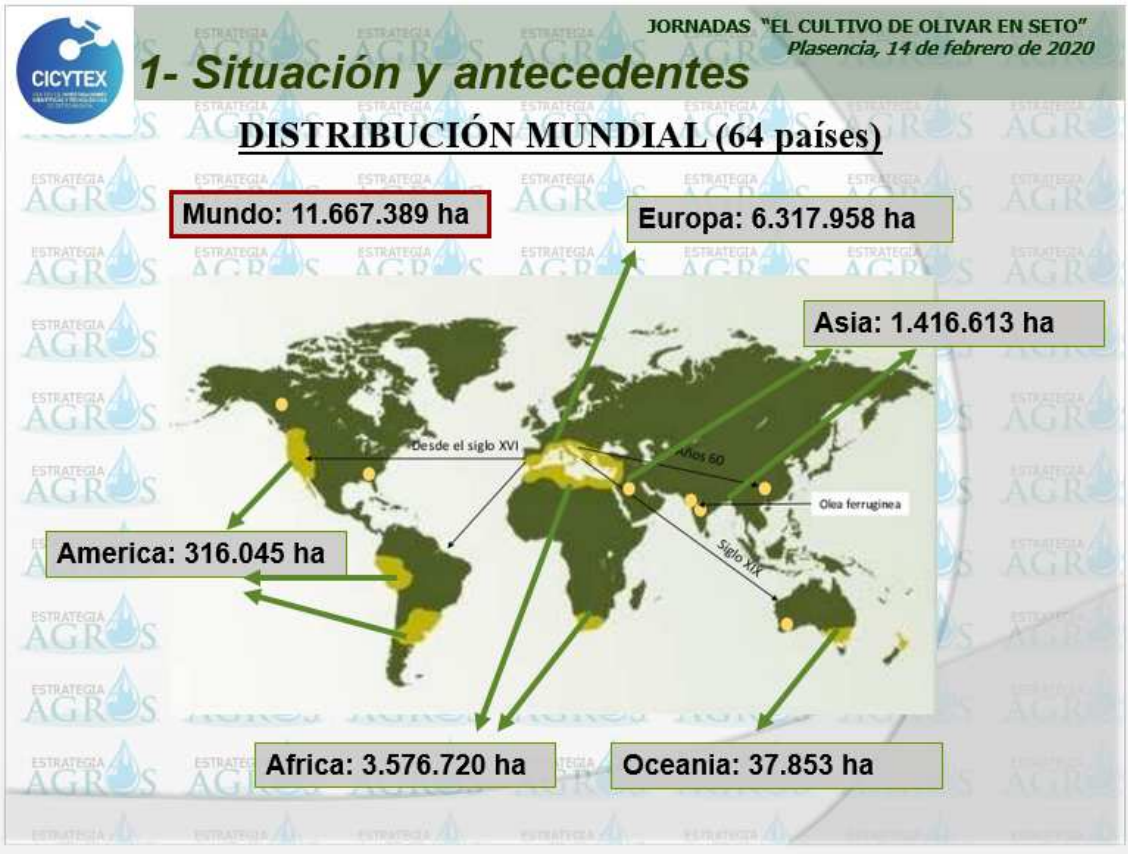 JORNADAS "EL CULTIVO DE OLIVAR EN SETO"
Plasencia, 14 de febrero de 2020
CICYTEX
1- Situación y antecedentes
DISTRIBUCIÓN MUNDIAL (64 países)
Mundo: 11.667.389 ha
Europa: 6.317.958 ha
Asia: 1.416.613 ha
Desde el siglo XVI
Años 60
Olea ferruginea
America: 316.045 ha
Siglo XIX
Africa: 3.576.720 ha
Oceania: 37.853 ha
ESTRATEGIA
AGROS